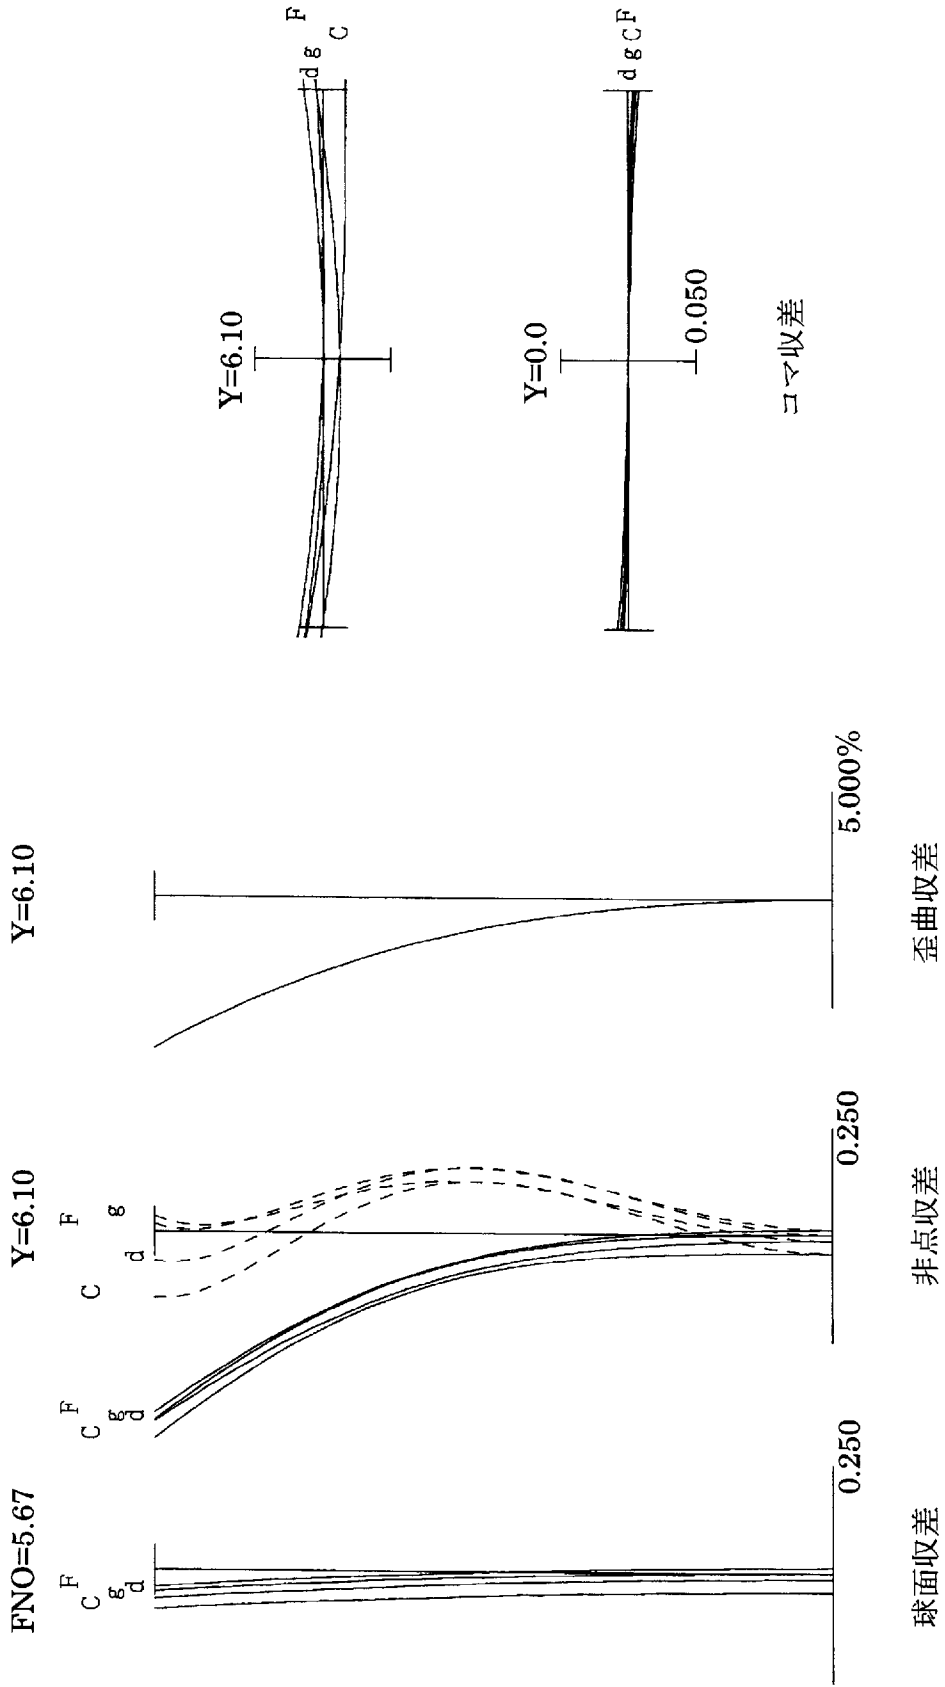 FNO=5.67
C F
g
d
0.250
球面収差
Y=6.10
C F
g
d
C F
d g
0.250
非点収差
Y=6.10
5.000%
歪曲収差
Y=6.10
d g F
C
Y=0.0
d g C F
0.050
コマ収差